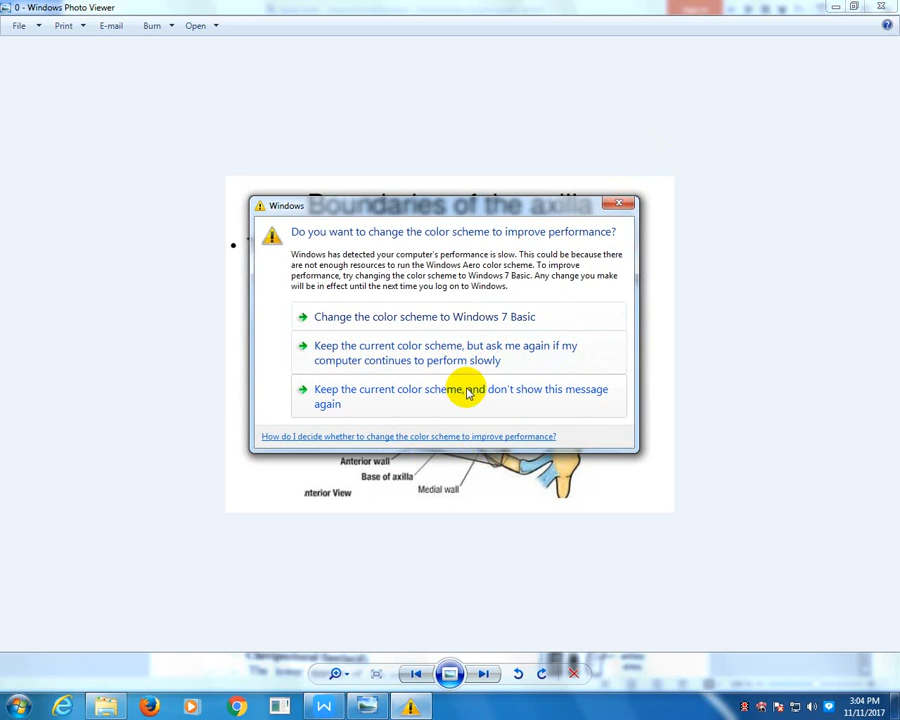 0 - Windows Photo Viewer
File Print E-mail Burn Open
Boundaries of the axilla
Windows
Do you want to change the color scheme to improve performance?
Windows has detected your computer's performance is slow. This could be because there
are not enough resources to run the Windows Aero color scheme. To improve
performance, try changing the color scheme to Windows 7 Basic. Any change you make
will be in effect until the next time you log on to Windows.
Change the color scheme to Windows 7 Basic
Keep the current color scheme, but ask me again if my
computer continues to perform slowly
Keep the current color scheme, and don't show this message
again
How do I decide whether to change the color scheme to improve performance?
Anterior wall
Base of axilla
Medial wall
nterior View
3:04 PM
11/11/2017